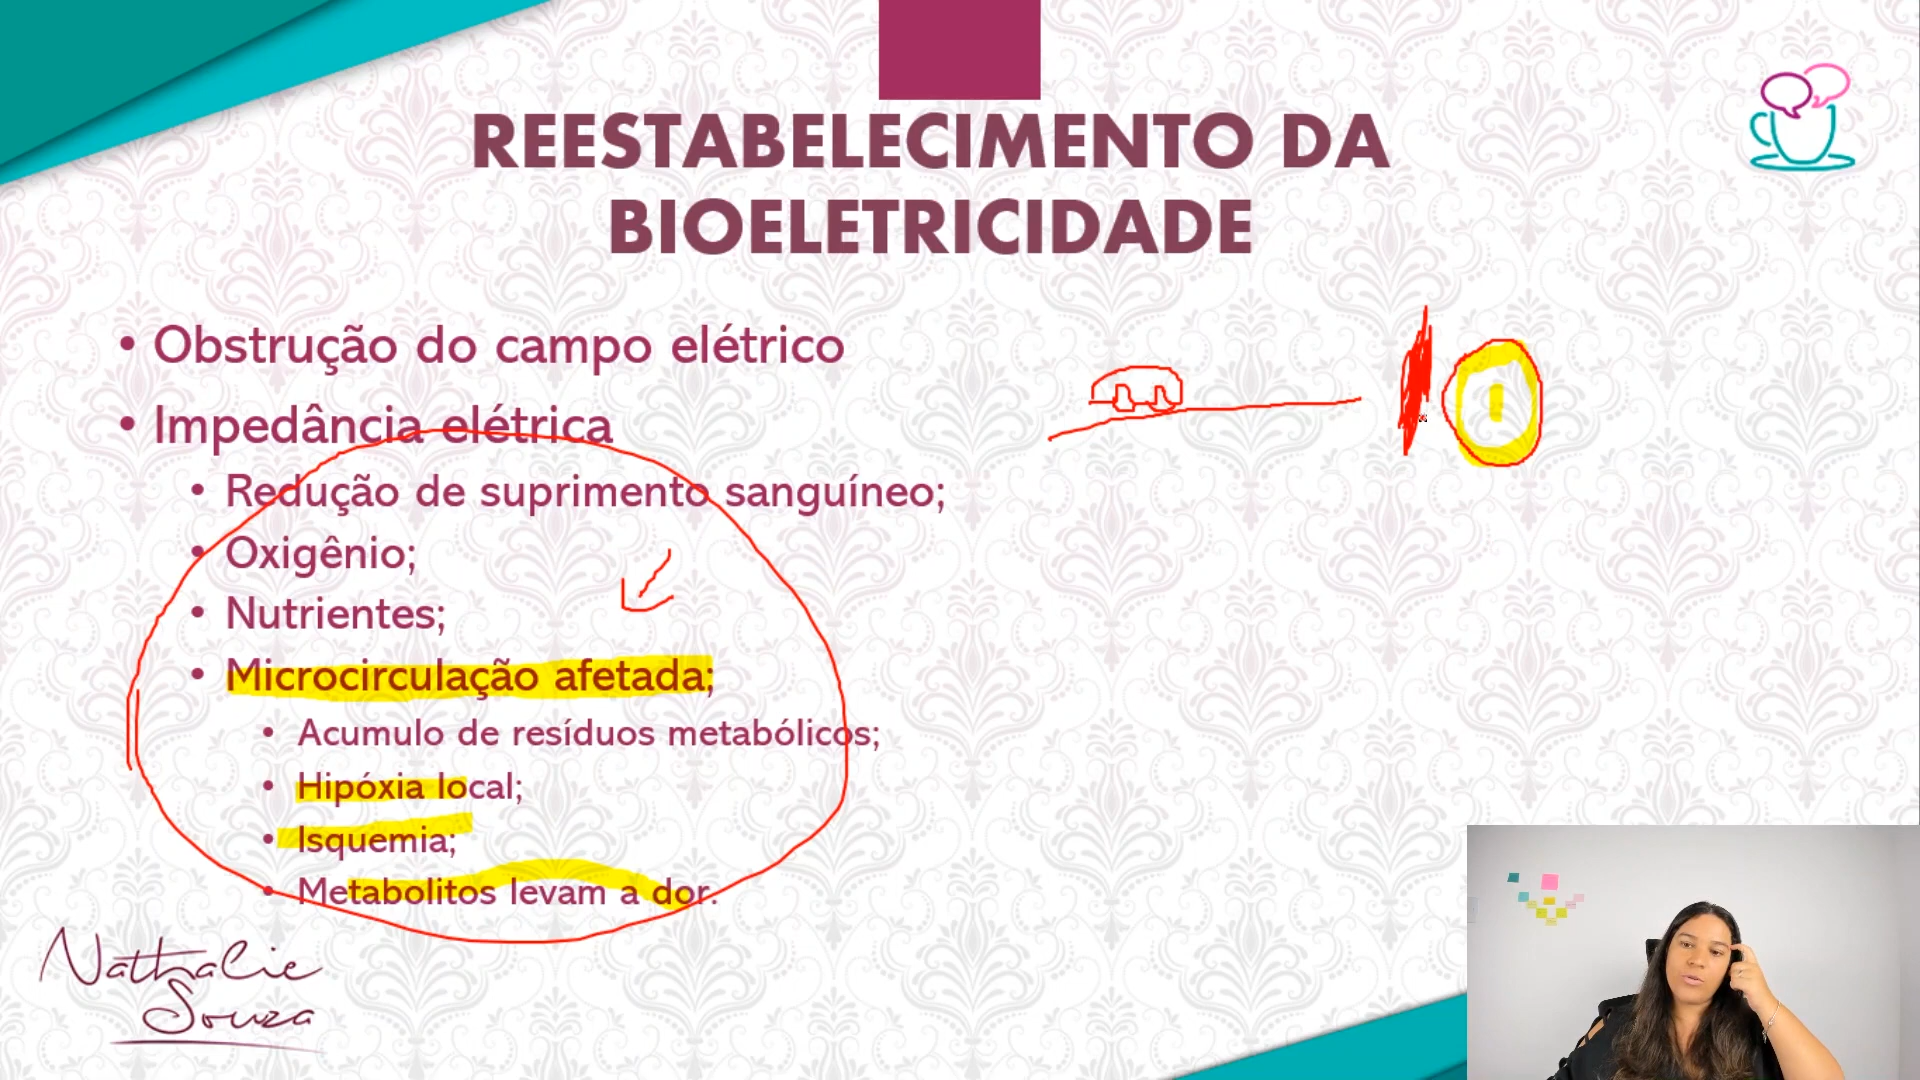 REESTABELECIMENTO DA
BIOELETRICIDADE
• Obstrução do campo elétrico
• Impedância elétrica
• Redução de suprimento sanguíneo;
• Oxigênio;
• Nutrientes;
• Microcirculação afetada;
• Acumulo de resíduos metabólicos;
• Hipóxia local;
• Isquemia;
• Metabolitos levam a dor.
Nathalie
Souza